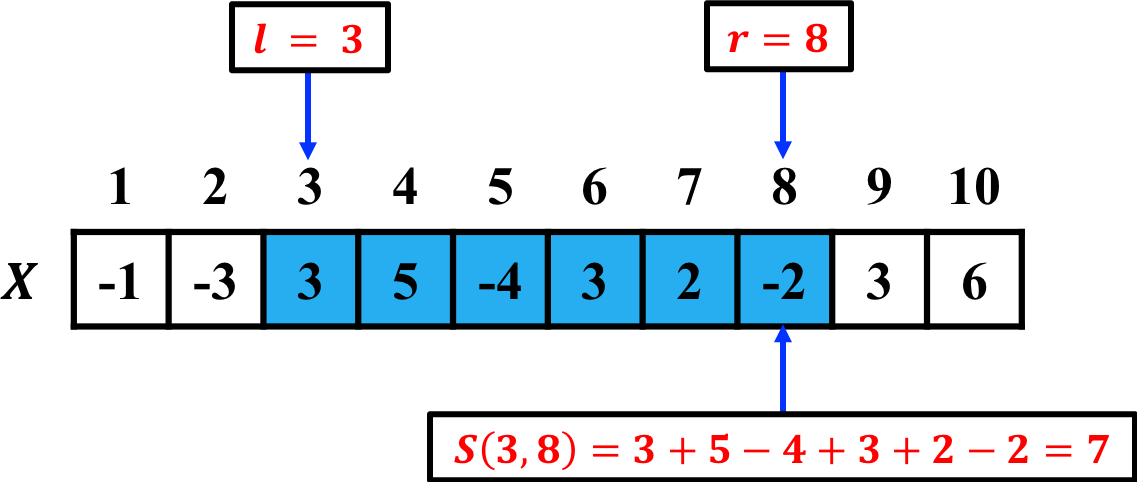 l = 3 r = 8
1 2 3 4 5 6 7 8 9 10
X -1 -3 3 5 -4 3 2 -2 3 6
S(3, 8) = 3 + 5 − 4 + 3 + 2 − 2 = 7